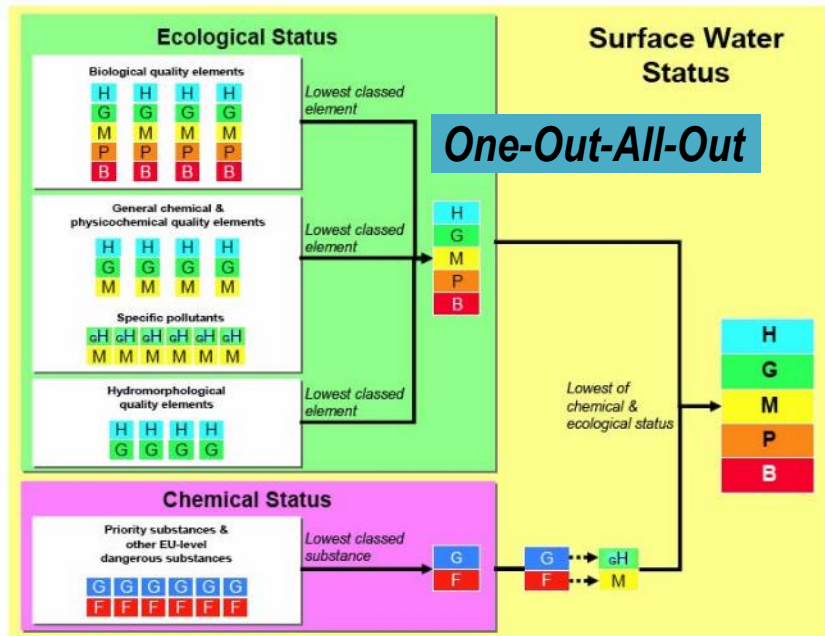 Ecological Status
Biological quality elements
H H H H
G G G G
M M M M
P P P P
B B B B
Lowest classed
element
General chemical &
physicochemical quality elements
H H H H
G G G G
M M M M
Specific pollutants
GH GH GH GH GH GH
M M M M M M
Lowest classed
element
Hydromorphological
quality elements
H H H H
G G G G
Lowest classed
element
H
G
M
P
B
Surface Water
Status
One-Out-All-Out
Lowest of
chemical &
ecological status
H
G
M
P
B
Chemical Status
Priority substances &
other EU-level
dangerous substances
G G G G G G
F F F F F F
Lowest classed
substance
G
F
G GH
F M